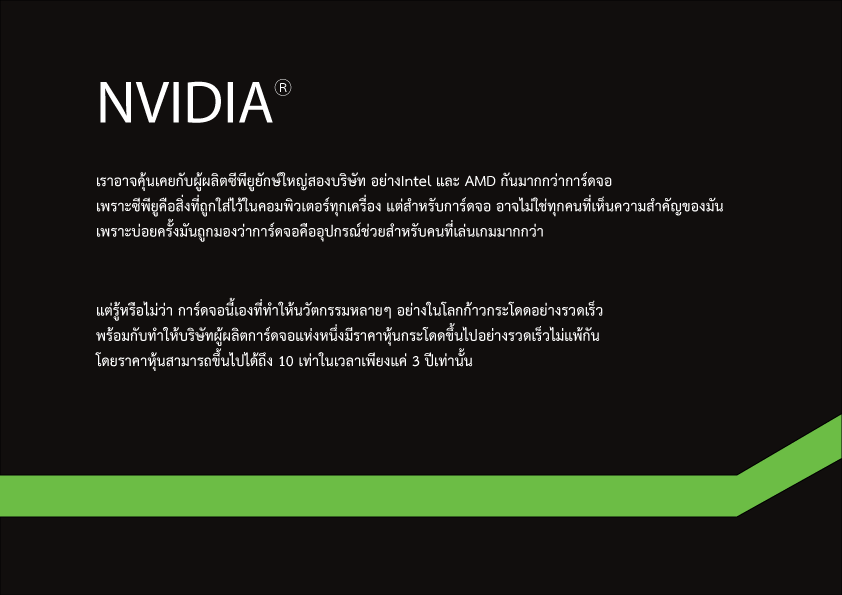 NVIDIA®
เราอาจคุ้นเคยกับผู้ผลิตซีพียูยักษ์ใหญ่สองบริษัท อย่างIntel และ AMD กันมากกว่าการ์ดจอ
เพราะซีพียูคือสิ่งที่ถูกใส่ไว้ในคอมพิวเตอร์ทุกเครื่อง แต่สำหรับการ์ดจอ อาจไม่ใช่ทุกคนที่เห็นความสำคัญของมัน
เพราะบ่อยครั้งมันถูกมองว่าการ์ดจอคืออุปกรณ์ช่วยสำหรับคนที่เล่นเกมมากกว่า
แต่รู้หรือไม่ว่า การ์ดจอนี้เองที่ทำให้นวัตกรรมหลายๆ อย่างในโลกก้าวกระโดดอย่างรวดเร็ว
พร้อมกับทำให้บริษัทผู้ผลิตการ์ดจอแห่งหนึ่งมีราคาหุ้นกระโดดขึ้นไปอย่างรวดเร็วไม่แพ้กัน
โดยราคาหุ้นสามารถขึ้นไปได้ถึง 10 เท่าในเวลาเพียงแค่ 3 ปีเท่านั้น